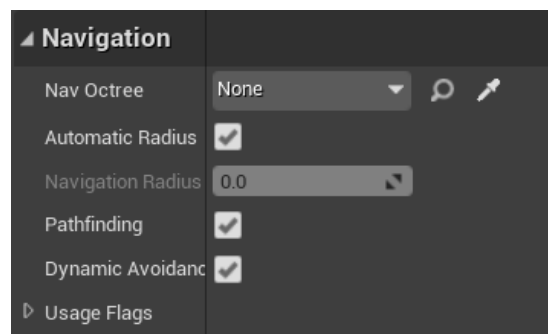 Navigation
Nav Octree None
Automatic Radius
Navigation Radius 0.0
Pathfinding
Dynamic Avoidanc
Usage Flags